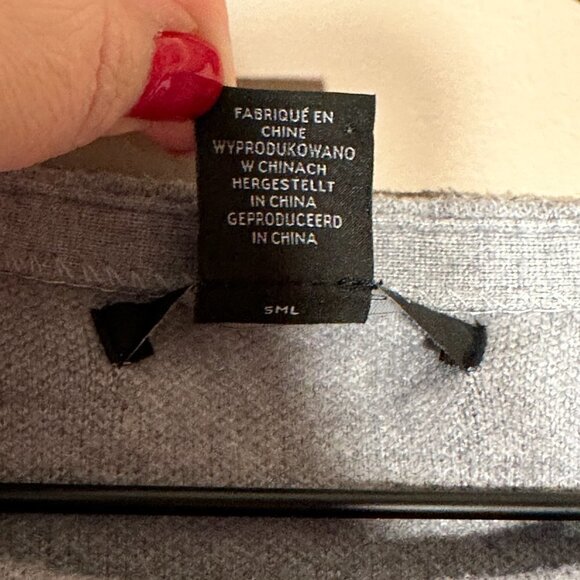 FABRIQUÉ EN
CHINE
WYPRODUKOWANO
W CHINACH
HERGESTELLT
IN CHINA
GEPRODUCEERD
IN CHINA
SML